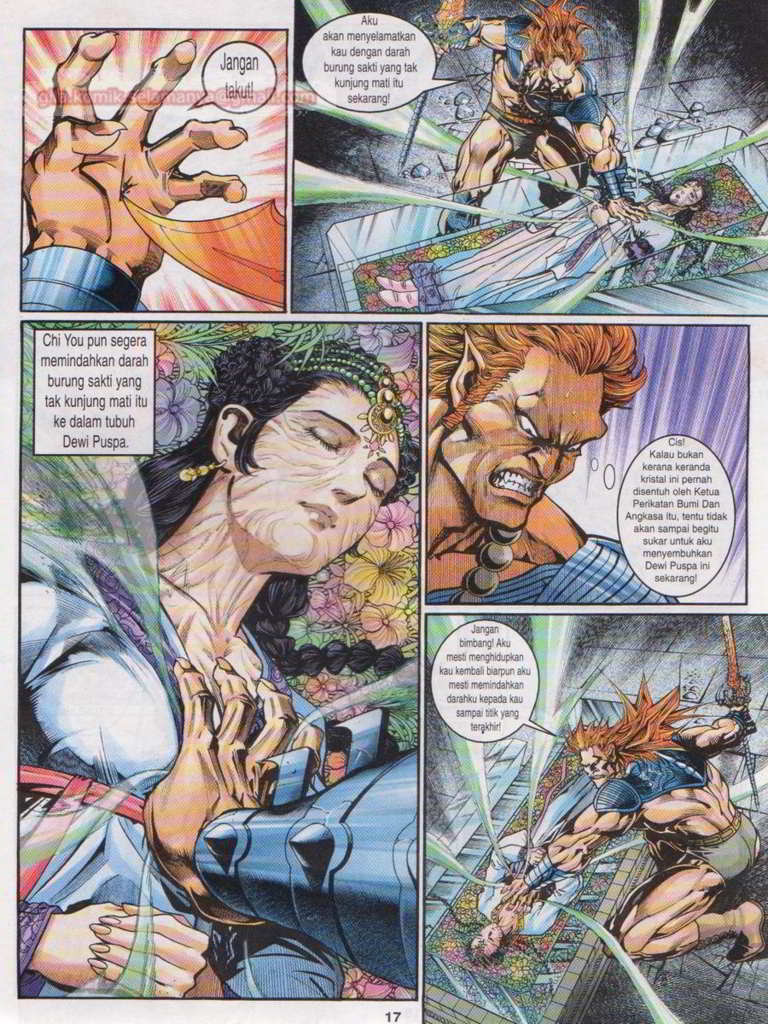 Jangan
takut!
Aku
akan menyelamatkan
kau dengan darah
burung sakti yang tak
kunjung mati itu
sekarang!
Chi You pun segera
memindahkan darah
burung sakti yang
tak kunjung mati itu
ke dalam tubuh
Dewi Puspa.
Cis!
Kalau bukan
kerana keranda
kristal ini pernah
disentuh oleh Ketua
Perikatan Bumi Dan
Angkasa itu, tentu tidak
akan sampai begitu
sukar untuk aku
menyembuhkan
Dewi Puspa ini
sekarang!
Jangan
bimbang! Aku
mesti menghidupkan
kau kembali biarpun aku
mesti memindahkan
darahku kepada kau
sampai titik yang
terakhir!
17